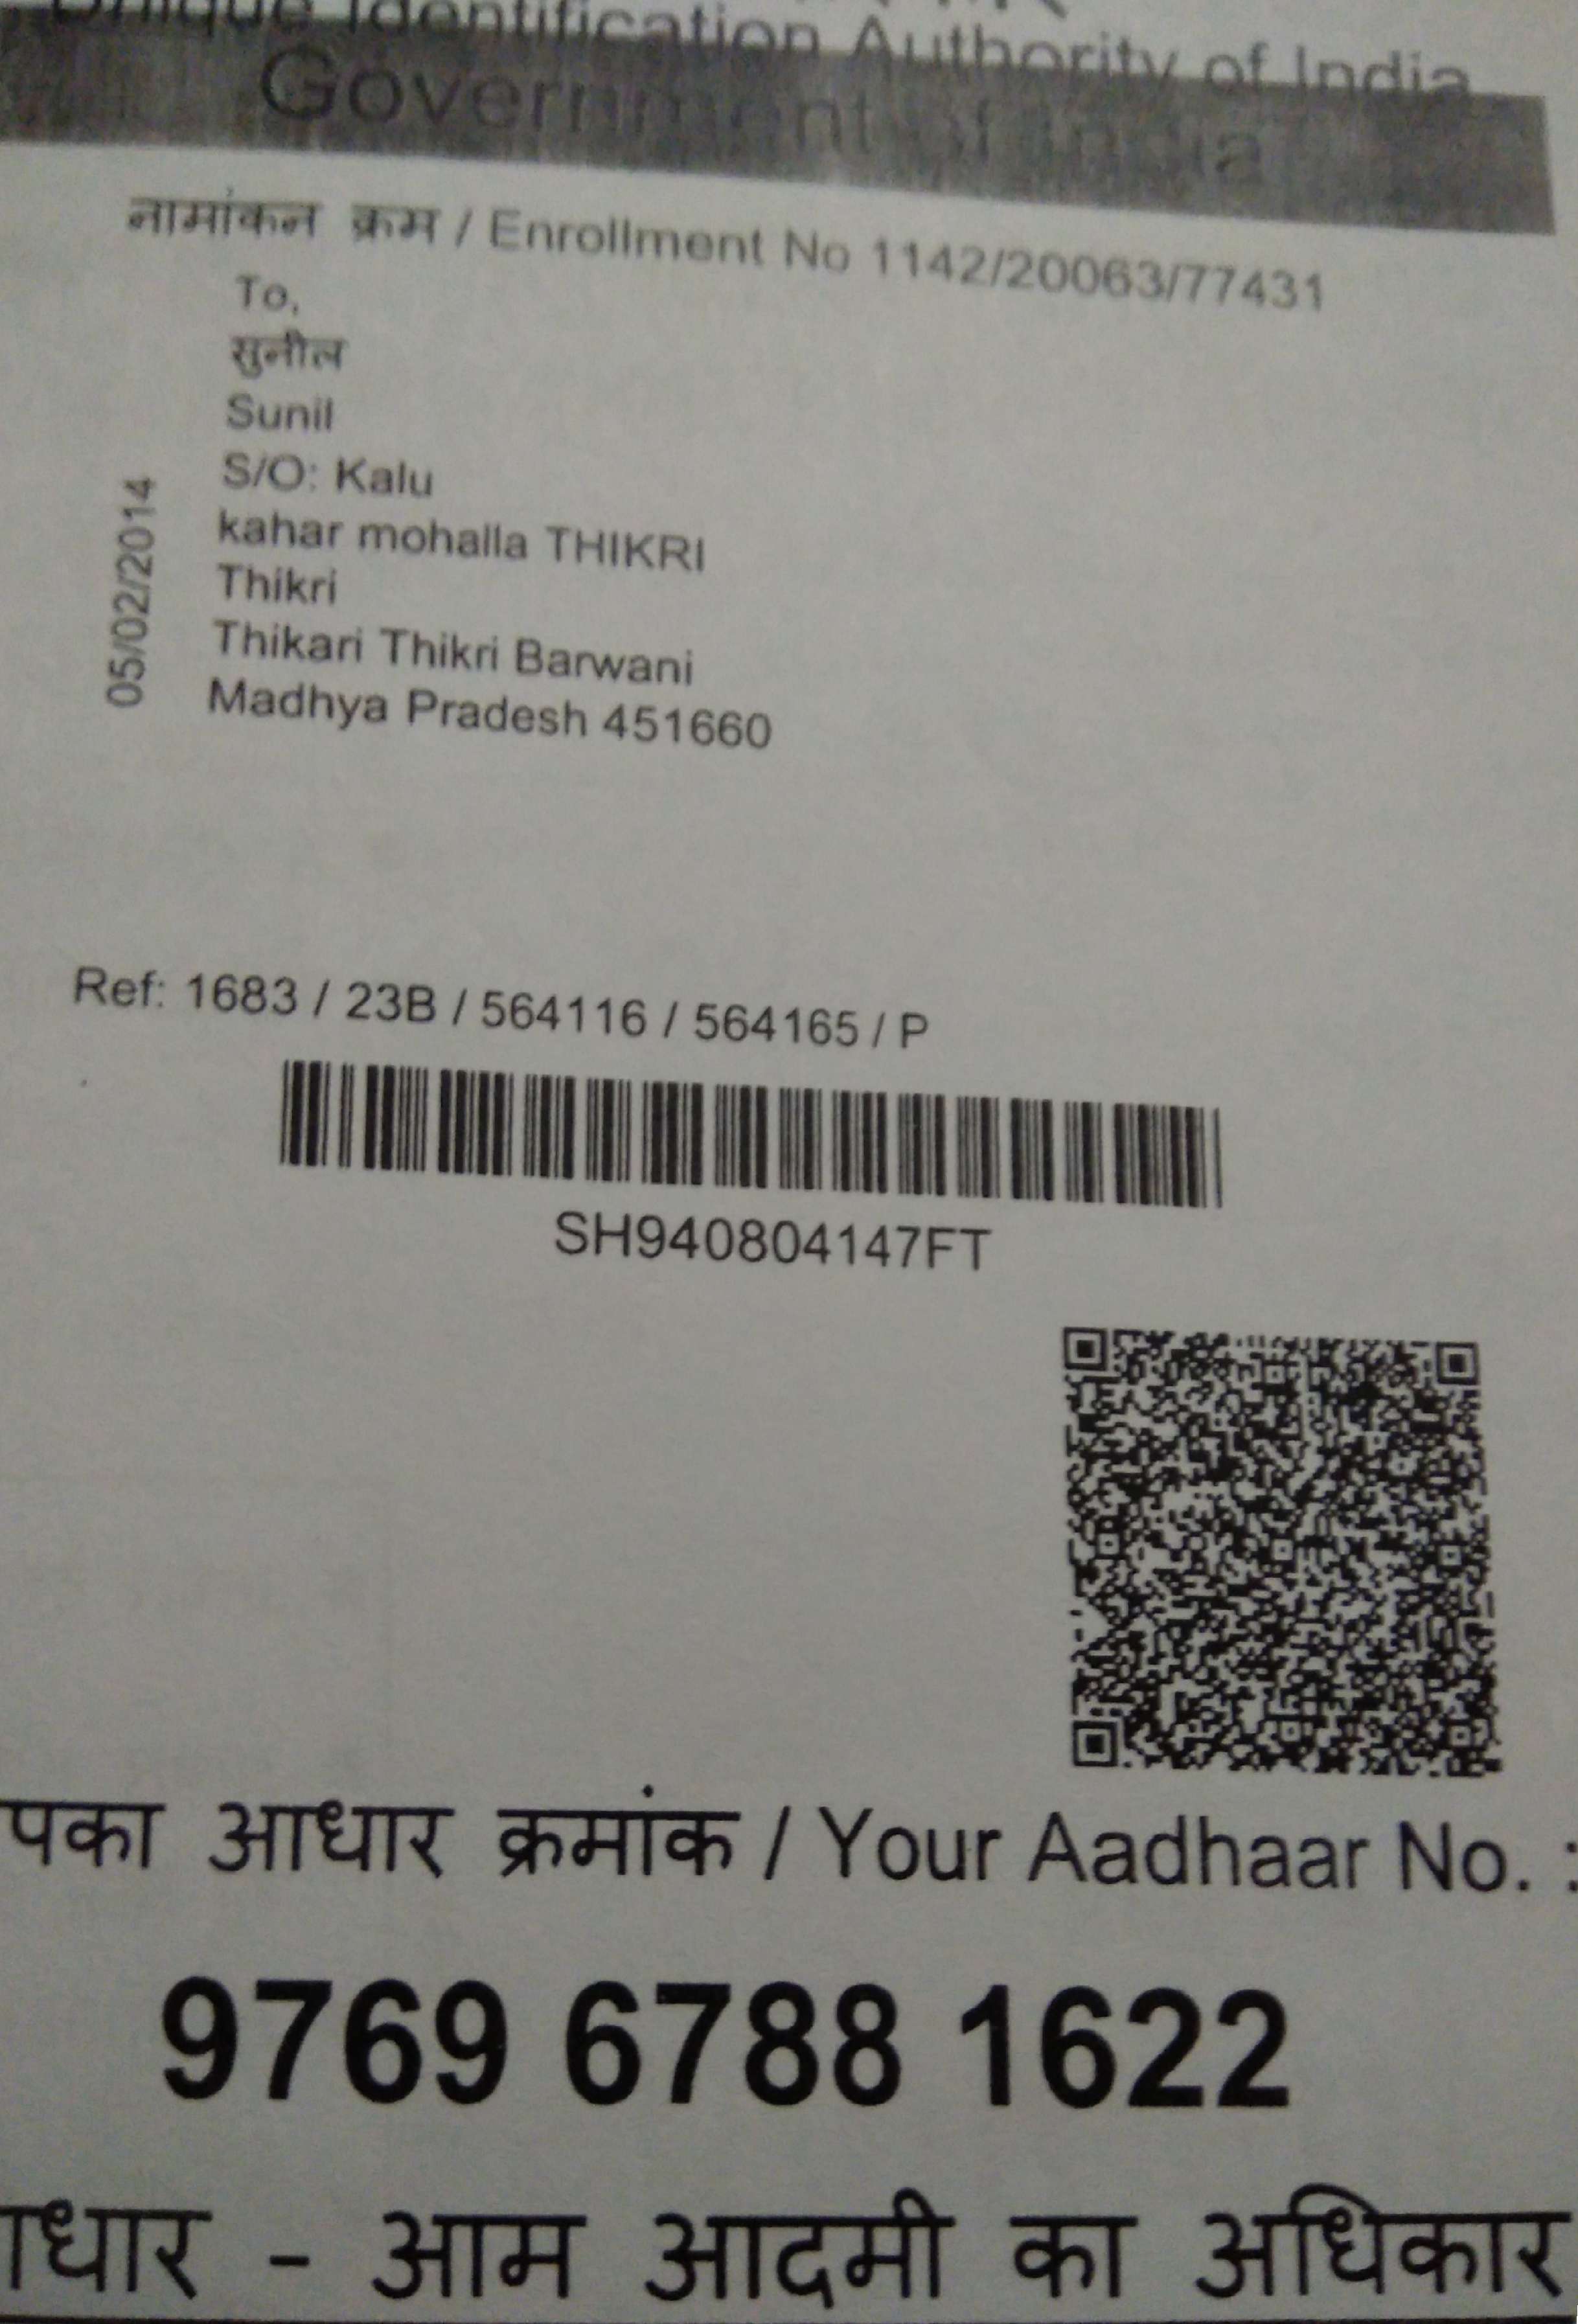 Unique Identification Authority of India
Government of India
नामांकन क्रम / Enrollment No 1142/20063/77431
To,
सुनील
Sunil
S/O: Kalu
kahar mohalla THIKRI
Thikri
Thikari Thikri Barwani
Madhya Pradesh 451660
05/02/2014
Ref: 1683 / 23B / 564116 / 564165 / P
SH940804147FT
पका आधार क्रमांक / Your Aadhaar No. :
9769 6788 1622
ाधार - आम आदमी का अधिकार